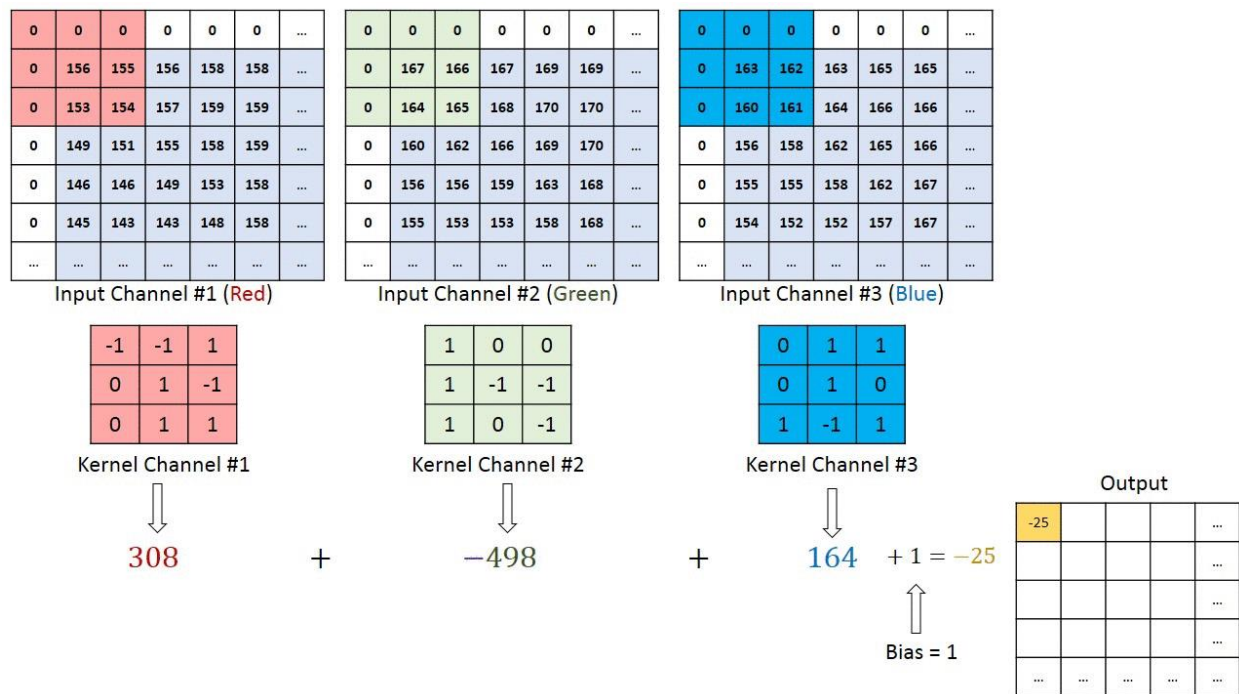 0 0 0 0 0 0 ...
0 156 155 156 158 158 ...
0 153 154 157 159 159 ...
0 149 151 155 158 159 ...
0 146 146 149 153 158 ...
0 145 143 143 148 158 ...
... ... ... ... ... ... ...
Input Channel #1 (Red)
0 0 0 0 0 0 ...
0 167 166 167 169 169 ...
0 164 165 168 170 170 ...
0 160 162 166 169 170 ...
0 156 156 159 163 168 ...
0 155 153 153 158 168 ...
... ... ... ... ... ... ...
Input Channel #2 (Green)
0 0 0 0 0 0 ...
0 163 162 163 165 165 ...
0 160 161 164 166 166 ...
0 156 158 162 165 166 ...
0 155 155 158 162 167 ...
0 154 152 152 157 167 ...
... ... ... ... ... ... ...
Input Channel #3 (Blue)
-1 -1 1
0 1 -1
0 1 1
Kernel Channel #1
1 0 0
1 -1 -1
1 0 -1
Kernel Channel #2
0 1 1
0 1 0
1 -1 1
Kernel Channel #3
308 + −498 + 164 + 1 = −25
Bias = 1
Output
-25 ...
...
...
...
... ... ... ... ...